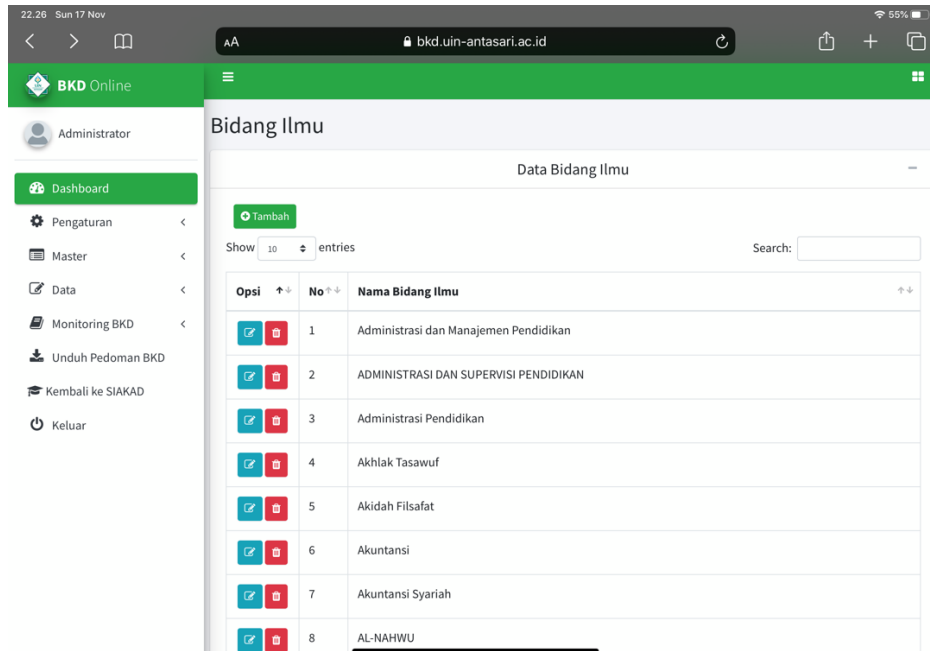 22.26 Sun 17 Nov
55%
AA bkd.uin-antasari.ac.id
BKD Online
Administrator
Dashboard
Pengaturan
Master
Data
Monitoring BKD
Unduh Pedoman BKD
Kembali ke SIAKAD
Keluar
Bidang Ilmu
Data Bidang Ilmu
Tambah
Show 10 entries Search:
Opsi No Nama Bidang Ilmu
1 Administrasi dan Manajemen Pendidikan
2 ADMINISTRASI DAN SUPERVISI PENDIDIKAN
3 Administrasi Pendidikan
4 Akhlak Tasawuf
5 Akidah Filsafat
6 Akuntansi
7 Akuntansi Syariah
8 AL-NAHWU